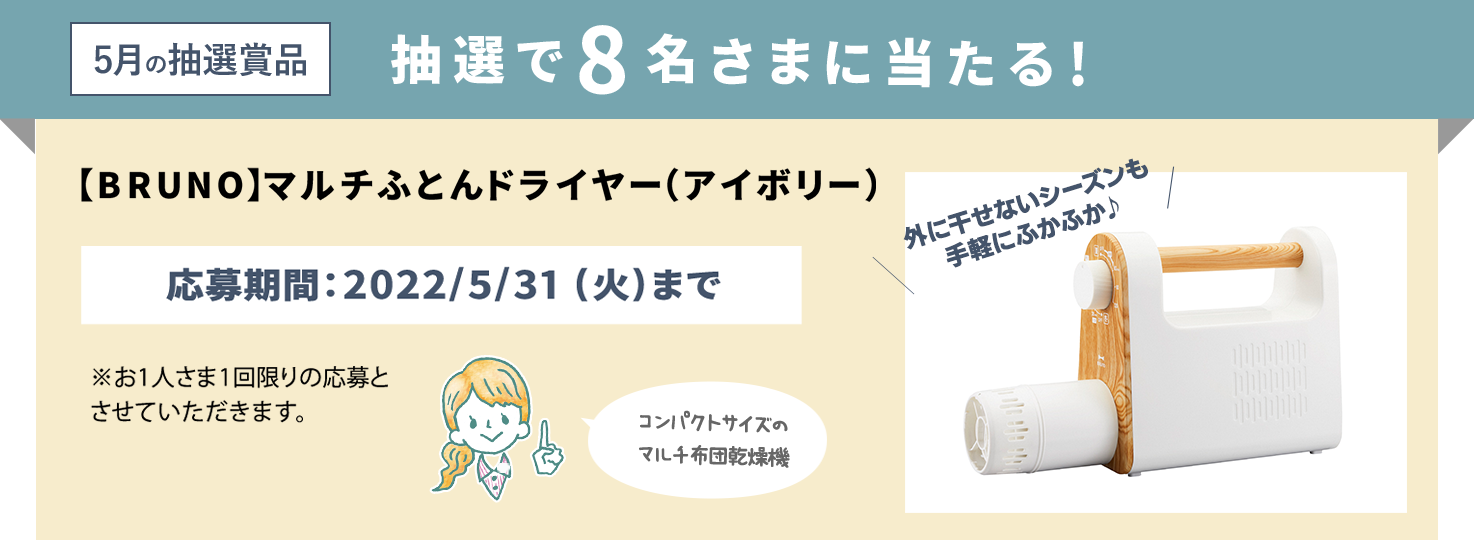 5月の抽選賞品
抽選で8名さまに当たる!
【BRUNO】マルチふとんドライヤー(アイボリー)
外に干せないシーズンも
手軽にふかふか♪
応募期間:2022/5/31(火)まで
※お1人さま1回限りの応募と
させていただきます。
コンパクトサイズの
マルチ布団乾燥機